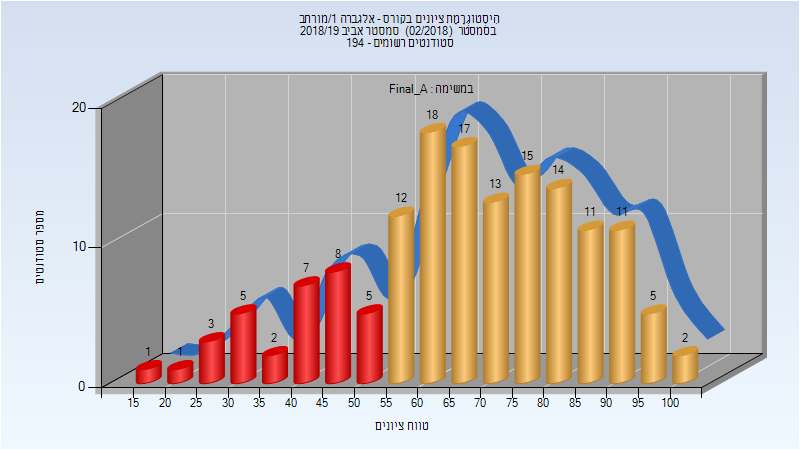 היסטוגרמת ציונים בקורס - אלגברה 1/מורחב
בסמסטר (02/2018) סמסטר אביב 2018/19
סטודנטים רשומים - 194
במשימה : Final_A
מספר סטודנטים
20
10
0
1 1 3 5 2 7 8 5 12 18 17 13 15 14 11 11 5 2
15 20 25 30 35 40 45 50 55 60 65 70 75 80 85 90 95 100
טווח ציונים